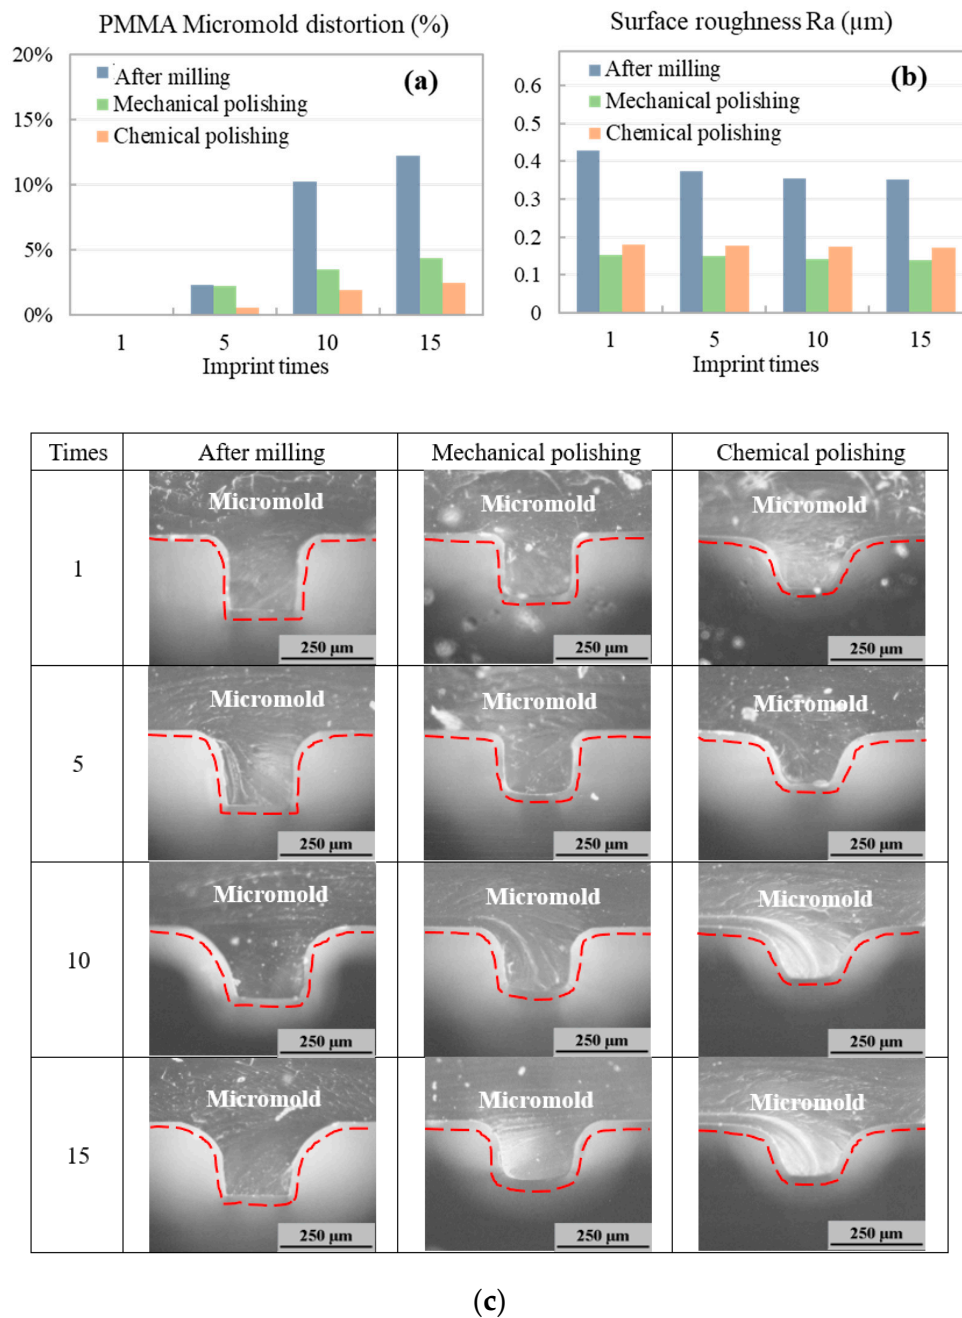 PMMA Micromold distortion (%)
20%
15%
10%
5%
0%
After milling
Mechanical polishing
Chemical polishing
(a)
1 5 10 15
Imprint times
Surface roughness Ra (μm)
0.6
0.5
0.4
0.3
0.2
0.1
0
After milling
Mechanical polishing
Chemical polishing
(b)
1 5 10 15
Imprint times
Times After milling Mechanical polishing Chemical polishing
Micromold Micromold Micromold
1
250 μm 250 μm 250 μm
Micromold Micromold Micromold
5
250 μm 250 μm 250 μm
Micromold Micromold Micromold
10
250 μm 250 μm 250 μm
Micromold Micromold Micromold
15
250 μm 250 μm 250 μm
(c)